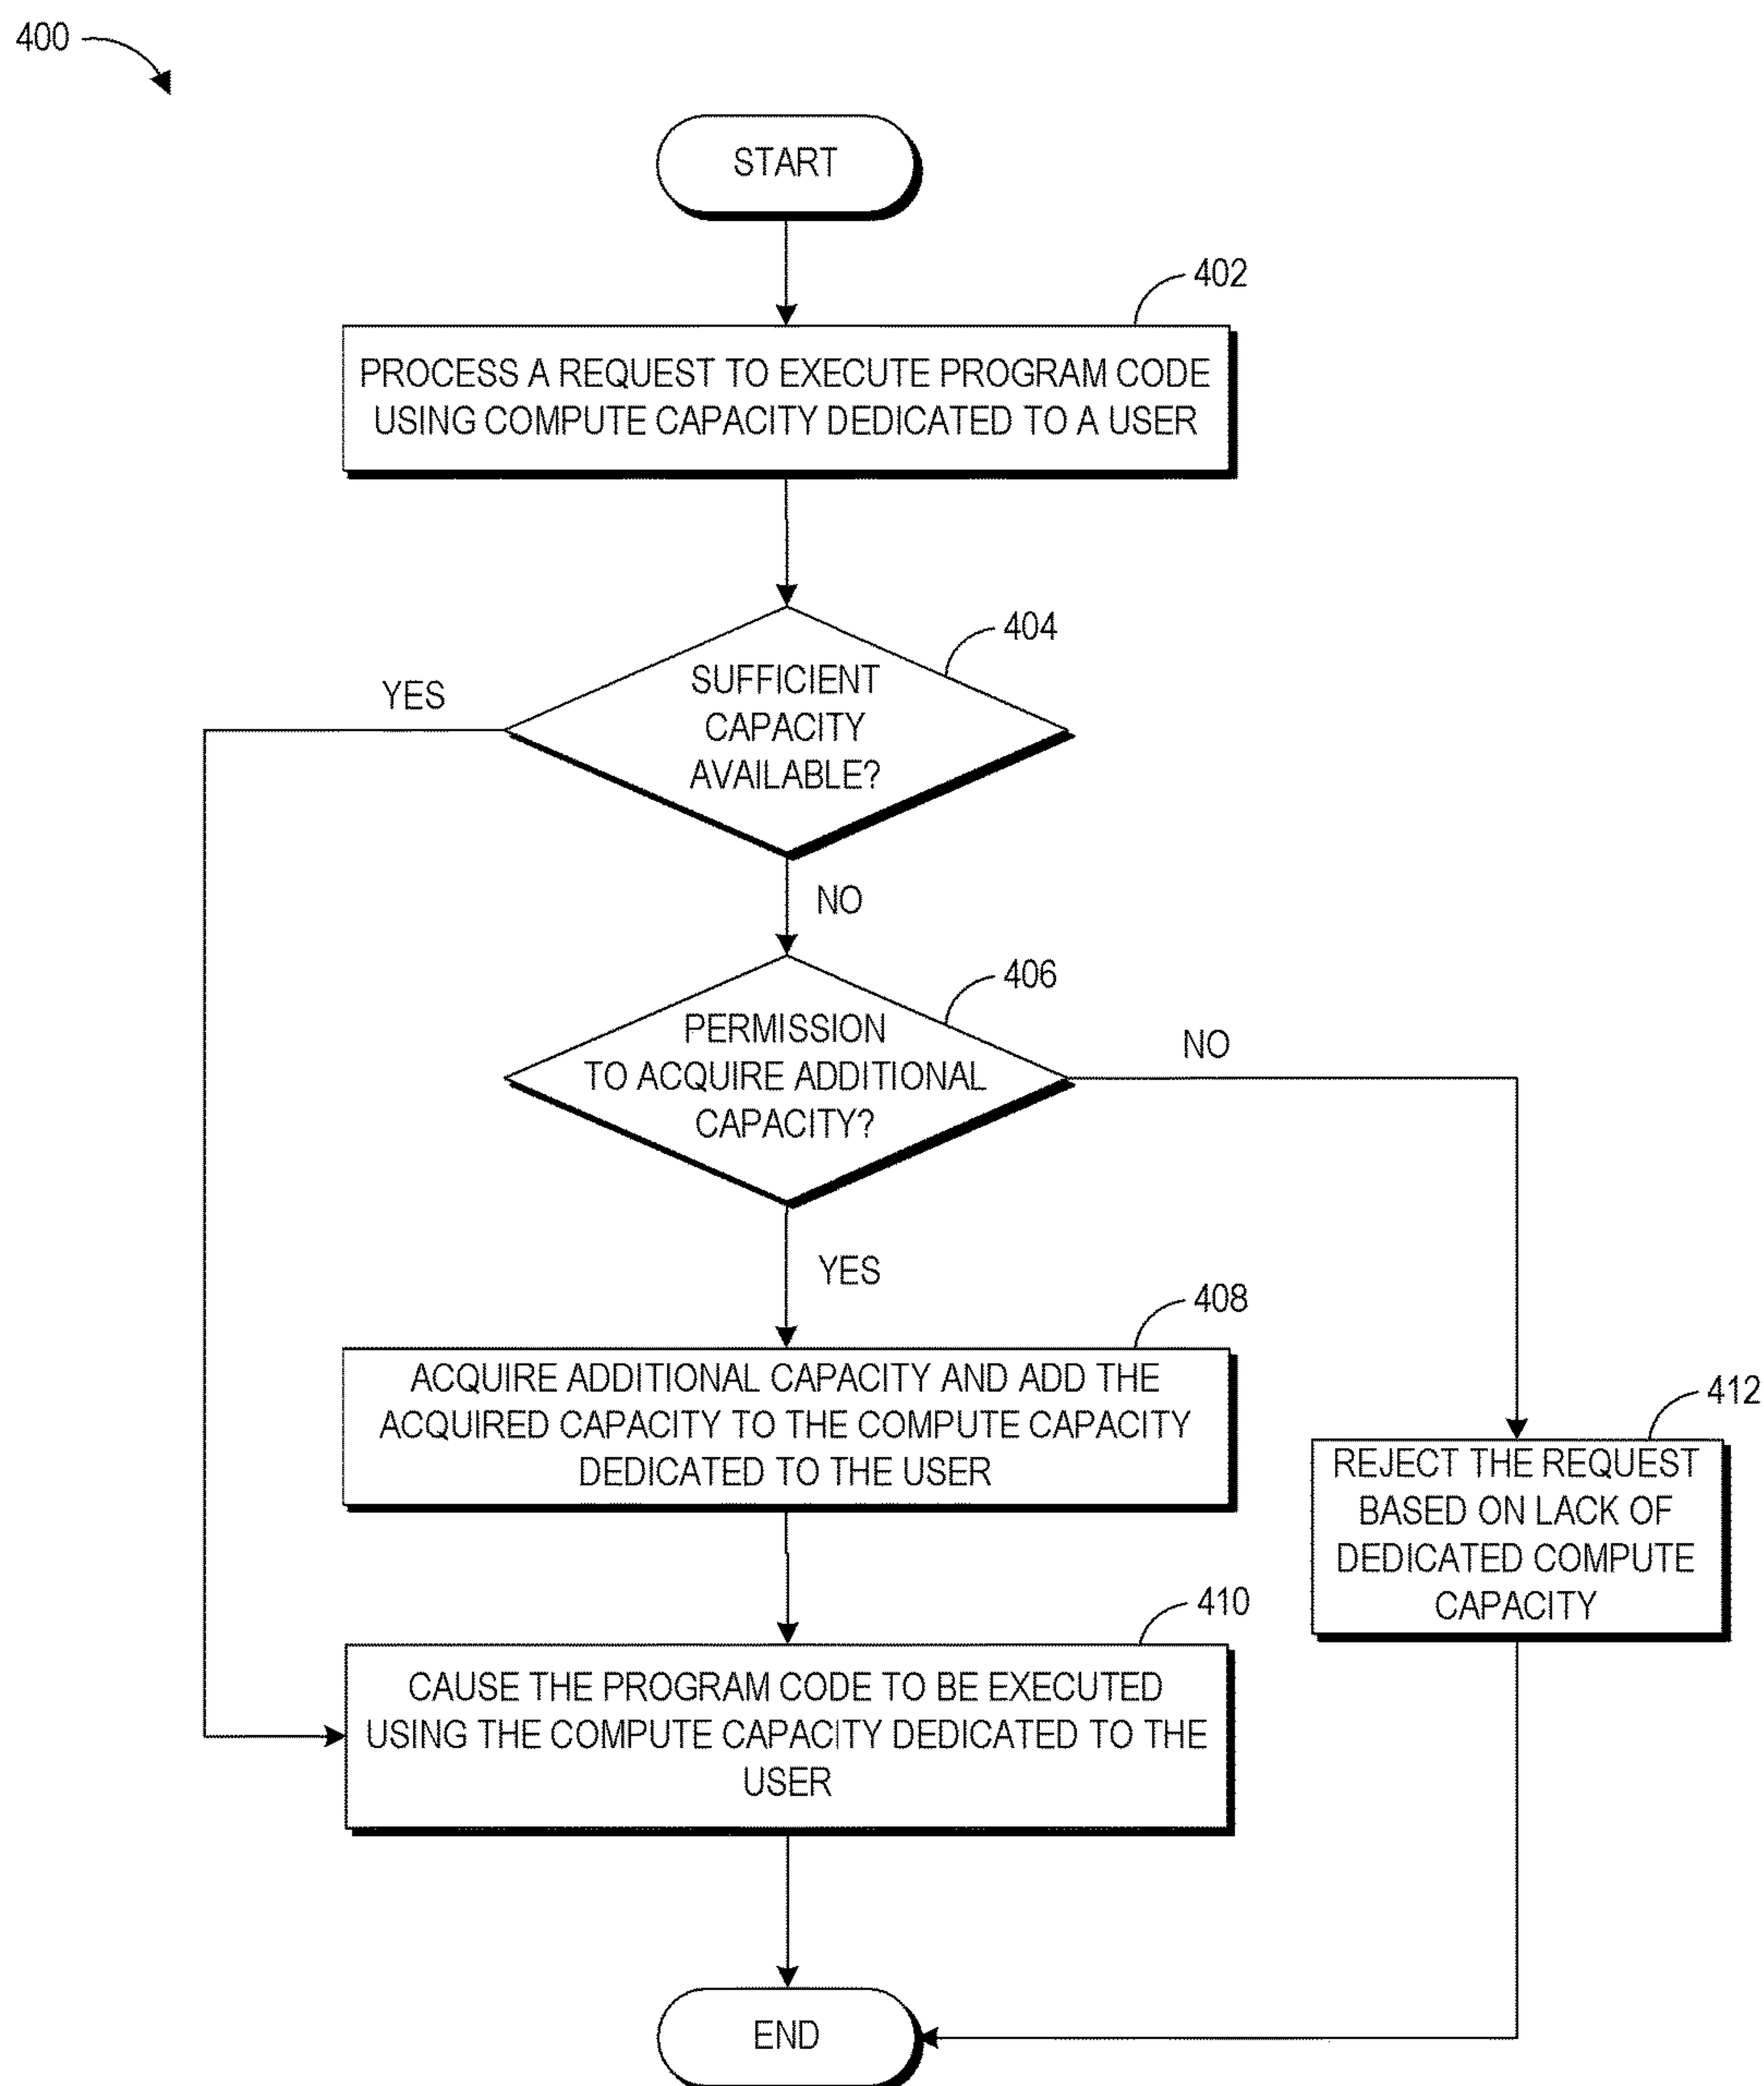 400
START
402
PROCESS A REQUEST TO EXECUTE PROGRAM CODE
USING COMPUTE CAPACITY DEDICATED TO A USER
404
SUFFICIENT
CAPACITY
AVAILABLE?
YES
NO
406
PERMISSION
TO ACQUIRE ADDITIONAL
CAPACITY?
NO
YES
408
ACQUIRE ADDITIONAL CAPACITY AND ADD THE
ACQUIRED CAPACITY TO THE COMPUTE CAPACITY
DEDICATED TO THE USER
412
REJECT THE REQUEST
BASED ON LACK OF
DEDICATED COMPUTE
CAPACITY
410
CAUSE THE PROGRAM CODE TO BE EXECUTED
USING THE COMPUTE CAPACITY DEDICATED TO THE
USER
END